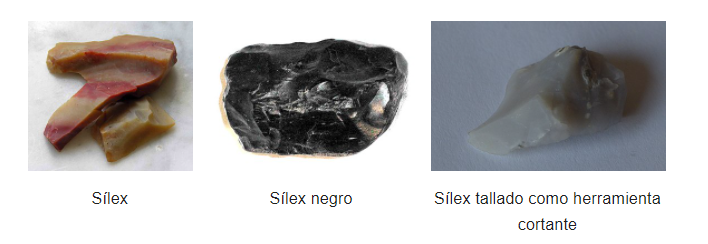 Sílex
Sílex negro
Sílex tallado como herramienta
cortante